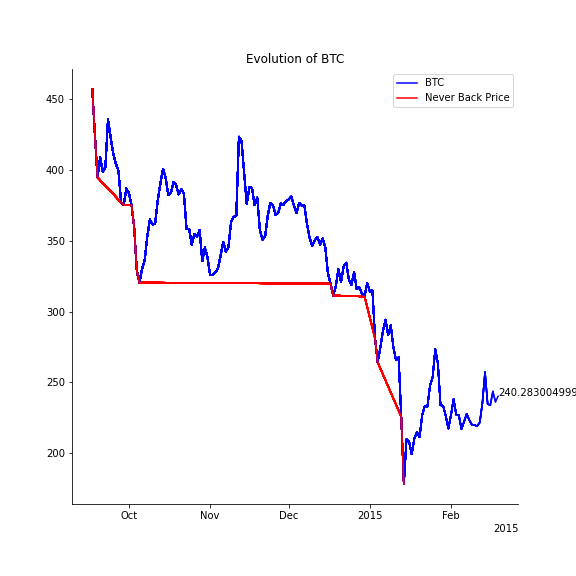 Evolution of BTC
BTC
Never Back Price
450
400
350
300
250
200
240.283004999
Oct
Nov
Dec
2015
Feb
2015